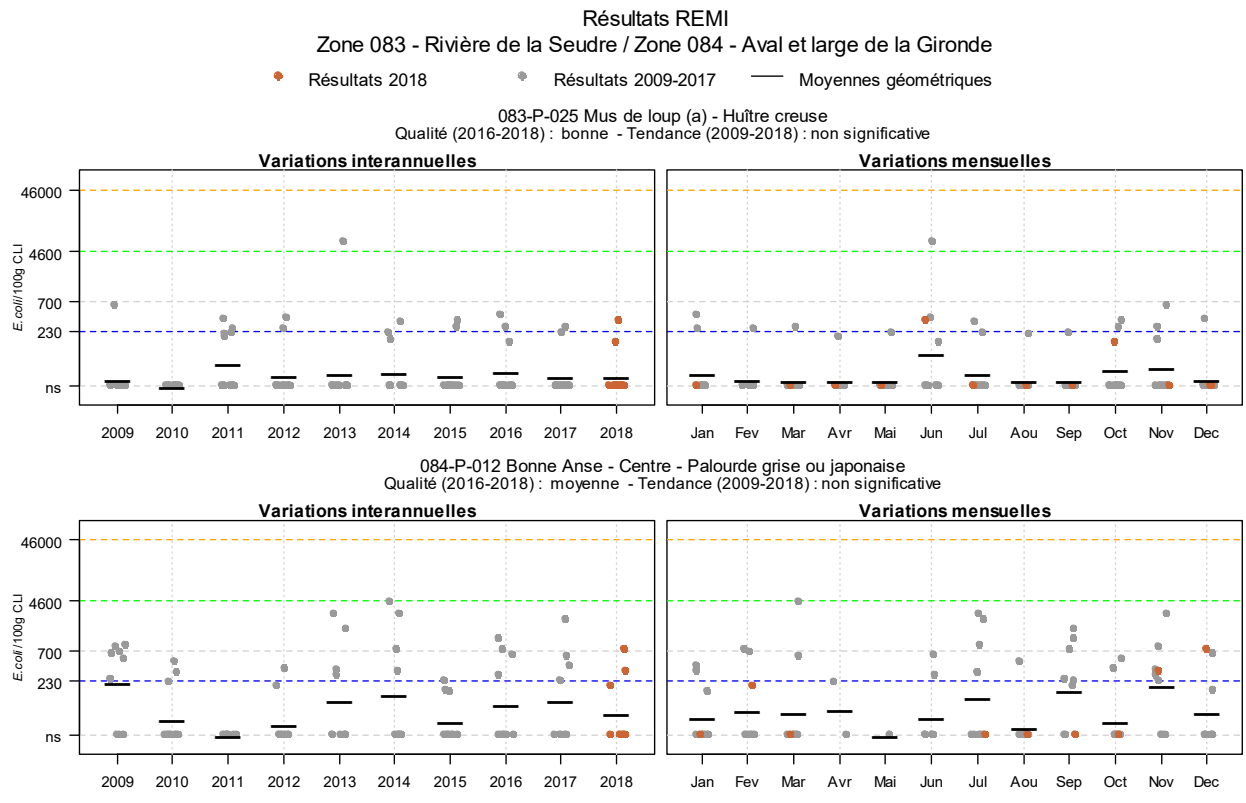 Résultats REMI
Zone 083 - Rivière de la Seudre / Zone 084 - Aval et large de la Gironde
Résultats 2018 Résultats 2009-2017 Moyennes géométriques
083-P-025 Mus de loup (a) - Huître creuse
Qualité (2016-2018) : bonne - Tendance (2009-2018) : non significative
Variations interannuelles
E.coli/100g CLI
46000
4600
700
230
ns
2009 2010 2011 2012 2013 2014 2015 2016 2017 2018
Variations mensuelles
Jan Fev Mar Avr Mai Jun Jul Aou Sep Oct Nov Dec
084-P-012 Bonne Anse - Centre - Palourde grise ou japonaise
Qualité (2016-2018) : moyenne - Tendance (2009-2018) : non significative
Variations interannuelles
E.coli/100g CLI
46000
4600
700
230
ns
2009 2010 2011 2012 2013 2014 2015 2016 2017 2018
Variations mensuelles
Jan Fev Mar Avr Mai Jun Jul Aou Sep Oct Nov Dec